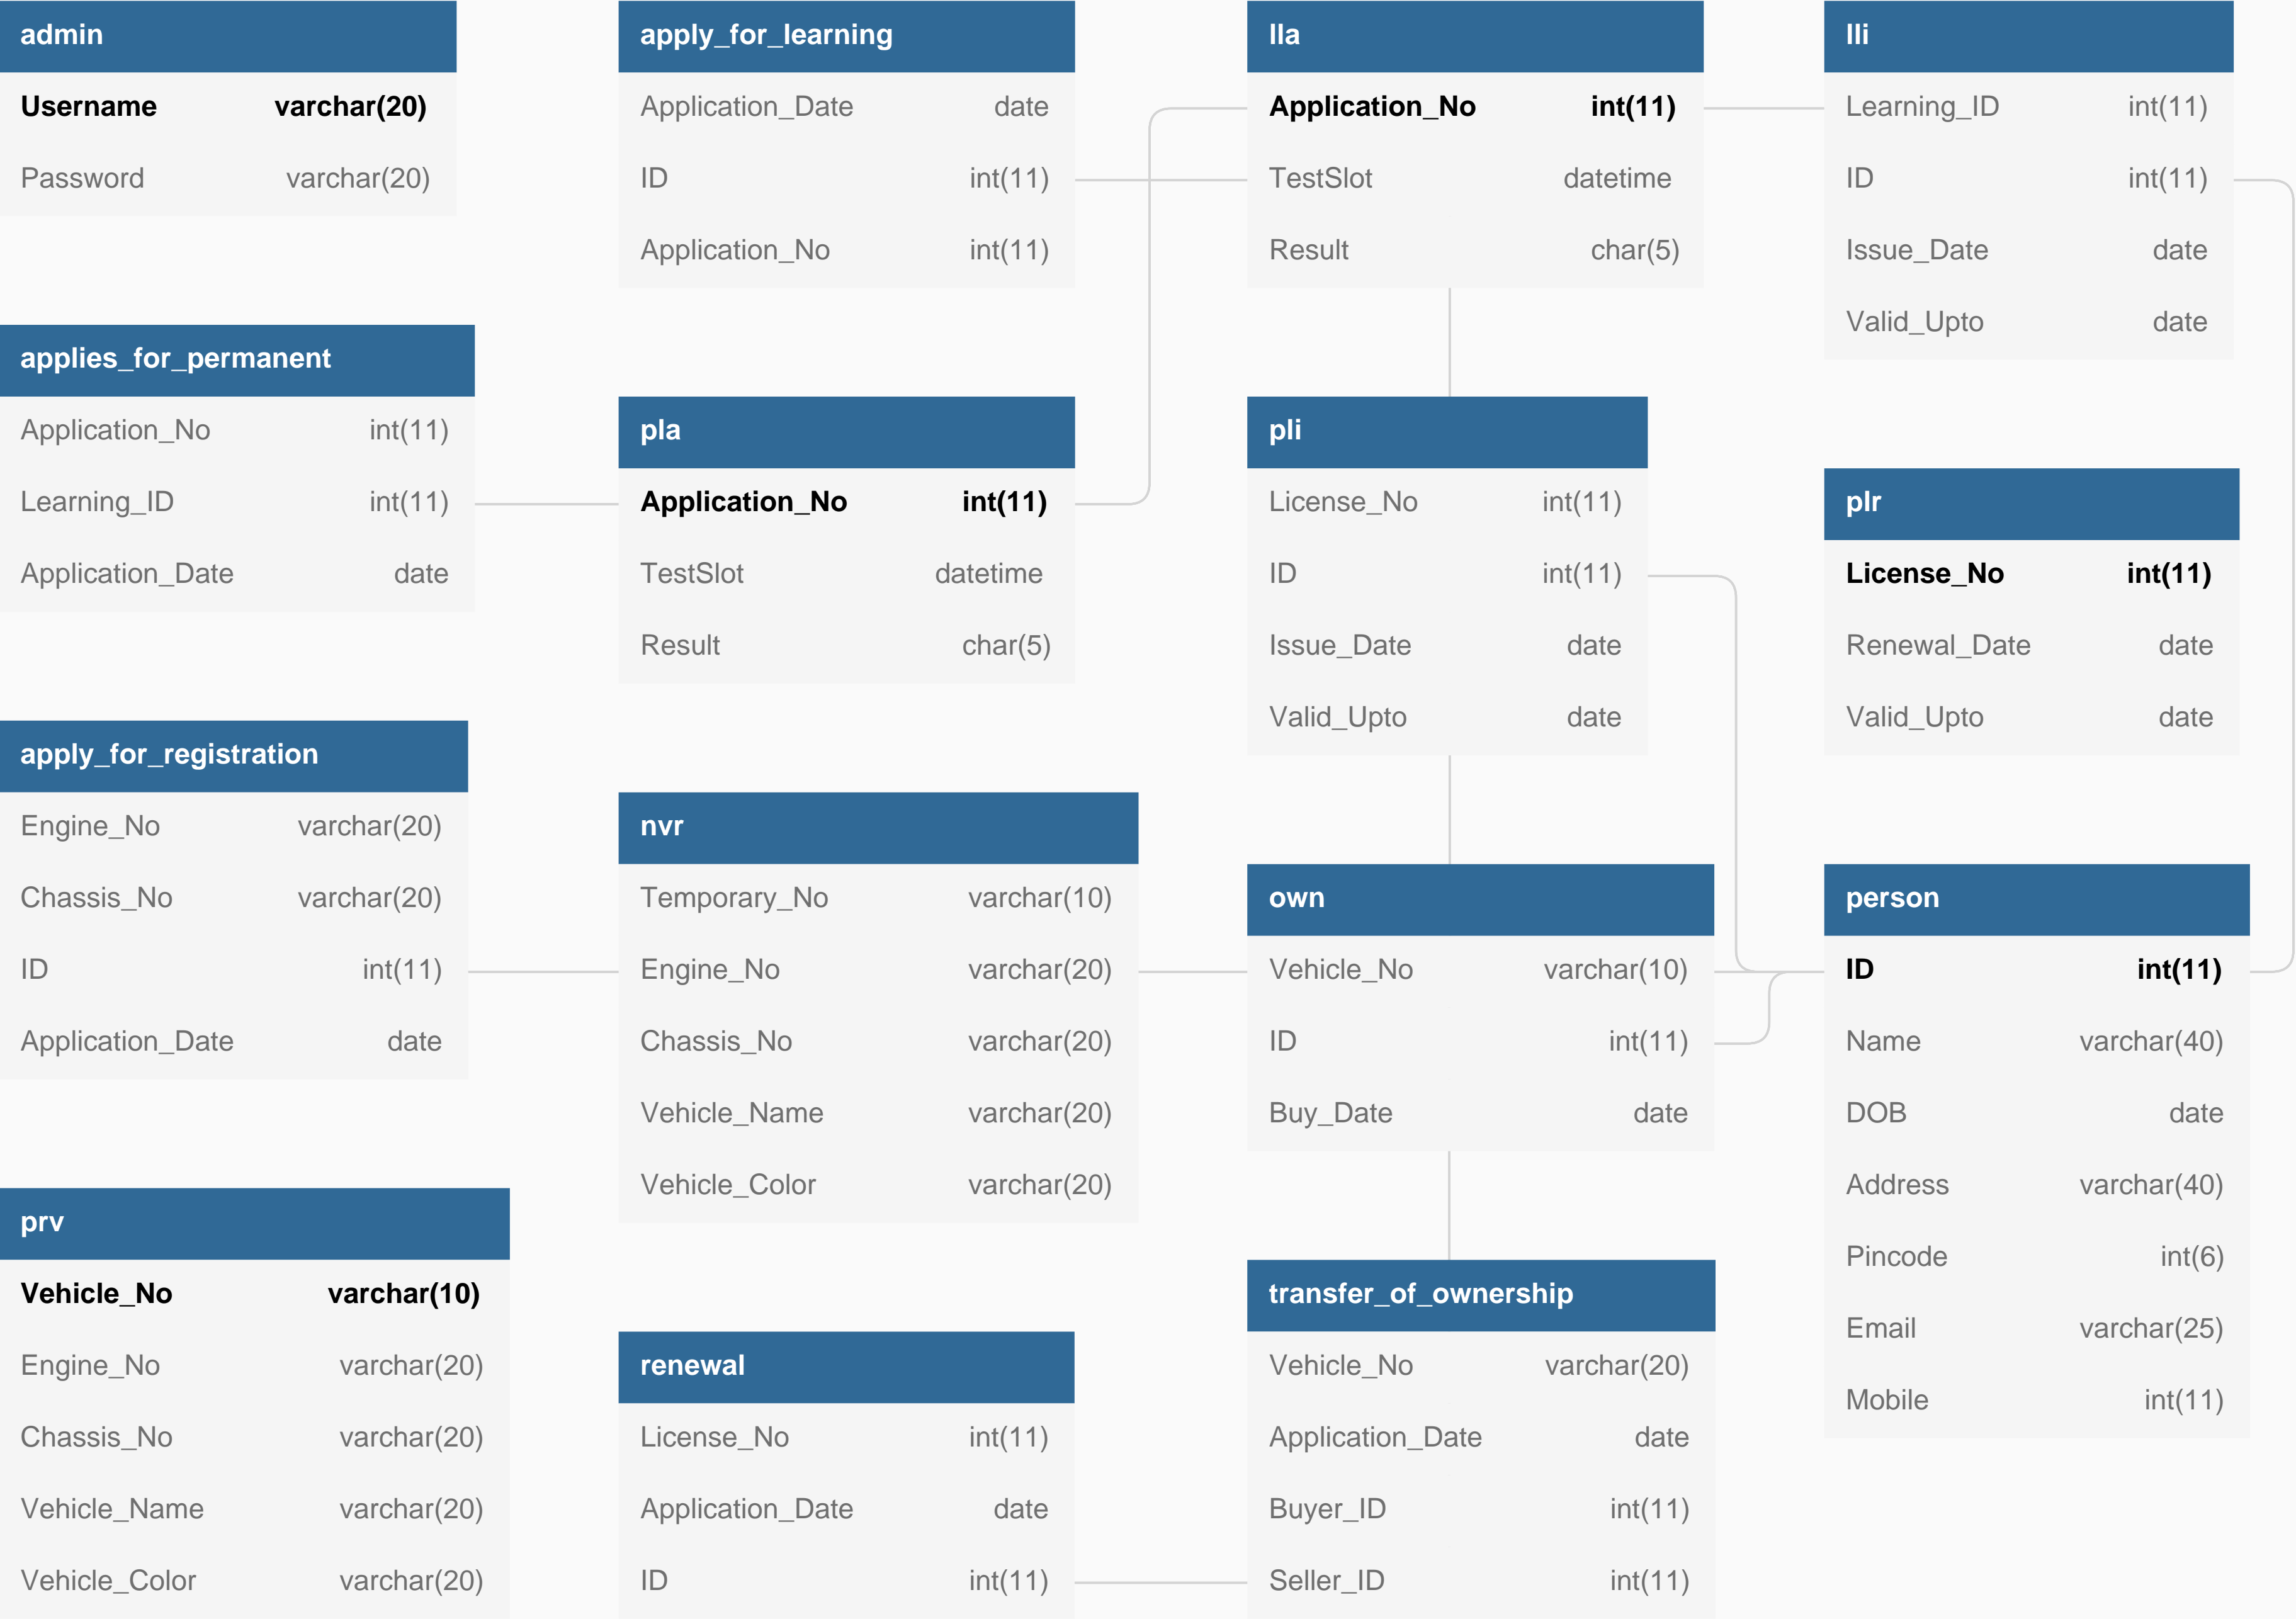 admin
Username varchar(20)
Password varchar(20)
apply_for_learning
Application_Date date
ID int(11)
Application_No int(11)
lla
Application_No int(11)
TestSlot datetime
Result char(5)
lli
Learning_ID int(11)
ID int(11)
Issue_Date date
Valid_Upto date
applies_for_permanent
Application_No int(11)
Learning_ID int(11)
Application_Date date
pla
Application_No int(11)
TestSlot datetime
Result char(5)
pli
License_No int(11)
ID int(11)
Issue_Date date
Valid_Upto date
plr
License_No int(11)
Renewal_Date date
Valid_Upto date
apply_for_registration
Engine_No varchar(20)
Chassis_No varchar(20)
ID int(11)
Application_Date date
nvr
Temporary_No varchar(10)
Engine_No varchar(20)
Chassis_No varchar(20)
Vehicle_Name varchar(20)
Vehicle_Color varchar(20)
own
Vehicle_No varchar(10)
ID int(11)
Buy_Date date
person
ID int(11)
Name varchar(40)
DOB date
Address varchar(40)
Pincode int(6)
Email varchar(25)
Mobile int(11)
prv
Vehicle_No varchar(10)
Engine_No varchar(20)
Chassis_No varchar(20)
Vehicle_Name varchar(20)
Vehicle_Color varchar(20)
renewal
License_No int(11)
Application_Date date
ID int(11)
transfer_of_ownership
Vehicle_No varchar(20)
Application_Date date
Buyer_ID int(11)
Seller_ID int(11)